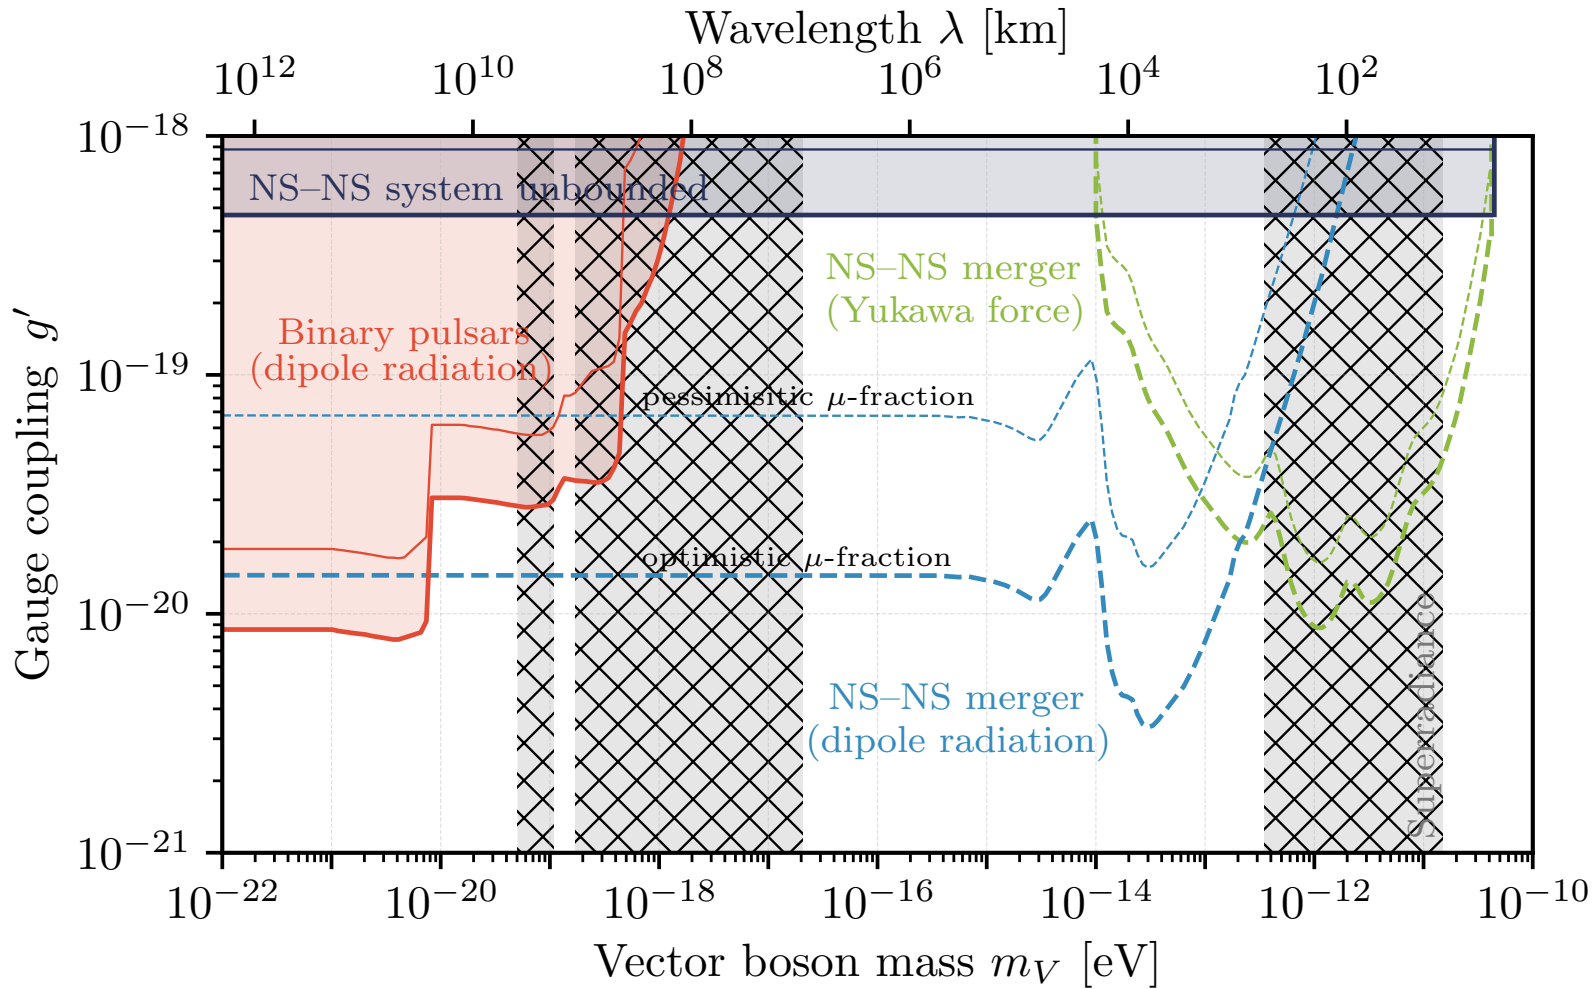 Wavelength λ [km]
10^12 10^10 10^8 10^6 10^4 10^2
10^−18
NS–NS system unbounded
NS–NS merger
(Yukawa force)
Binary pulsars
(dipole radiation)
10^−19
pessimisitic μ-fraction
Gauge coupling g′
optimistic μ-fraction
10^−20
Superradiance
NS–NS merger
(dipole radiation)
10^−21
10^−22 10^−20 10^−18 10^−16 10^−14 10^−12 10^−10
Vector boson mass m_V [eV]